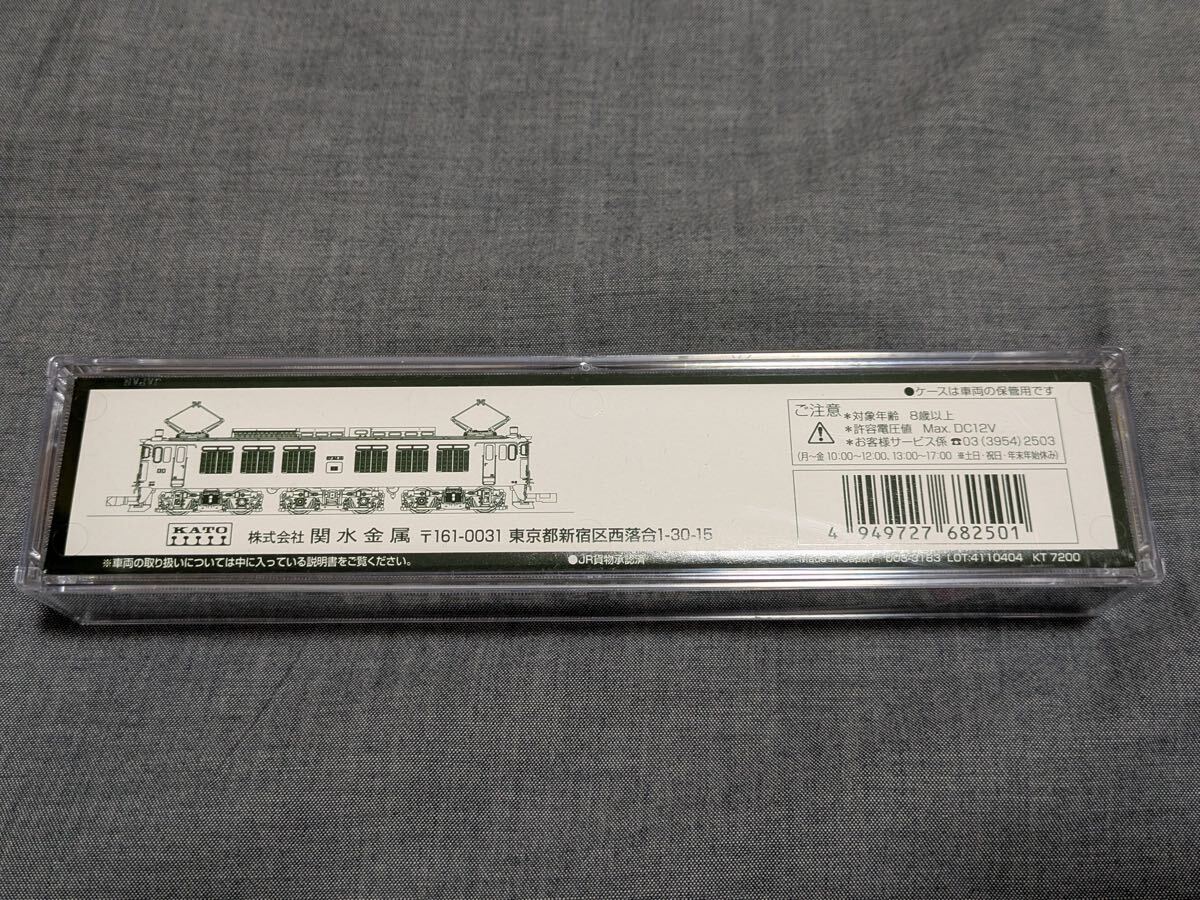 JAPAN
●ケースは車両の保管用です
ご注意
*対象年齢 8歳以上
*許容電圧値 Max. DC12V
*お客様サービス係☎03(3954)2503
(月〜金 10:00〜12:00、13:00〜17:00 ※土日・祝日・年末年始休み)
4 949727 682501
KATO
株式会社 関水金属 〒161-0031 東京都新宿区西落合1-30-15
※車両の取り扱いについては中に入っている説明書をご覧ください。
●JR貨物承認済
Made in Japan 008-3183 LOT:4110404 KT 7200